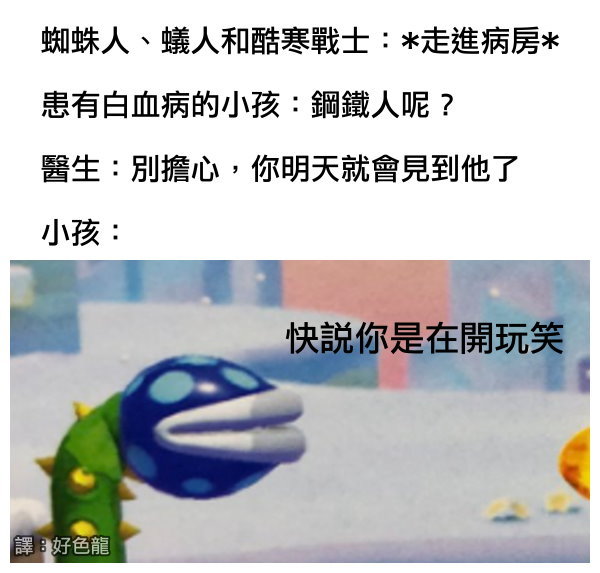 蜘蛛人、蟻人和酷寒戰士：*走進病房*
患有白血病的小孩：鋼鐵人呢？
醫生：別擔心，你明天就會見到他了
小孩：
快説你是在開玩笑
譯：好色龍